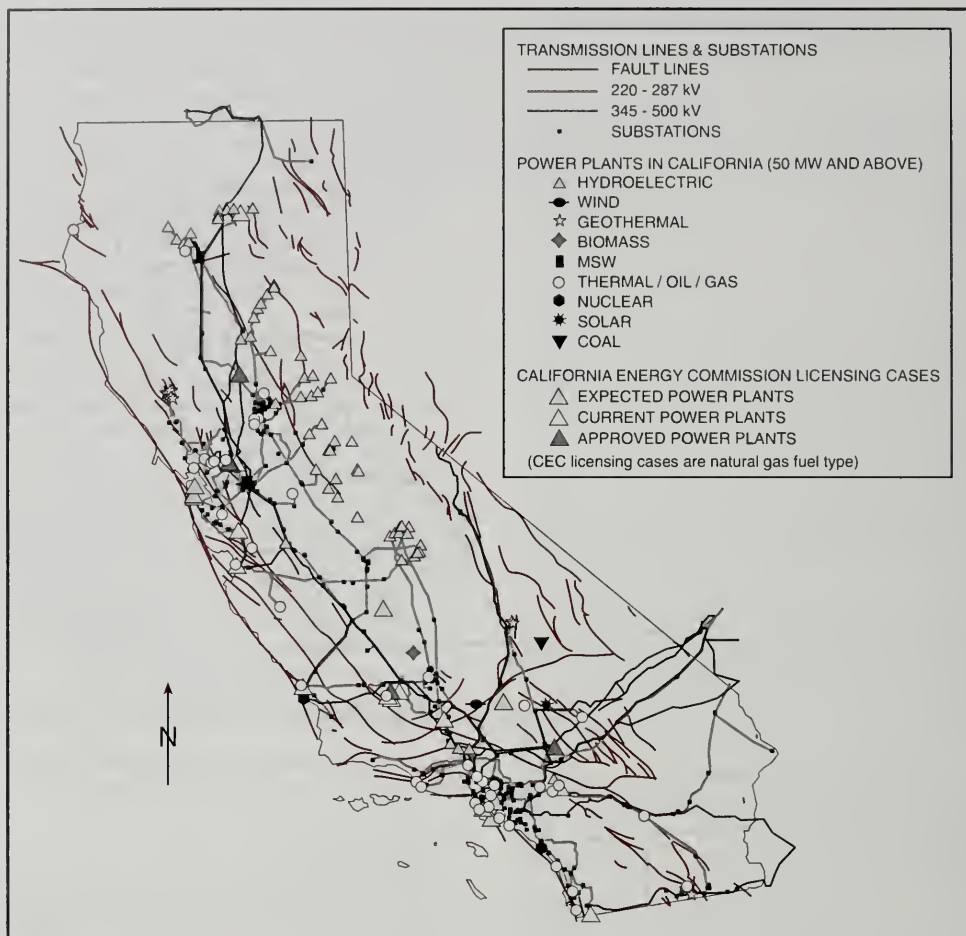 TRANSMISSION LINES & SUBSTATIONS
FAULT LINES
220 - 287 kV
345 - 500 kV
SUBSTATIONS
POWER PLANTS IN CALIFORNIA (50 MW AND ABOVE)
HYDROELECTRIC
WIND
GEOTHERMAL
BIOMASS
MSW
THERMAL / OIL / GAS
NUCLEAR
SOLAR
COAL
CALIFORNIA ENERGY COMMISSION LICENSING CASES
EXPECTED POWER PLANTS
CURRENT POWER PLANTS
APPROVED POWER PLANTS
(CEC licensing cases are natural gas fuel type)
N